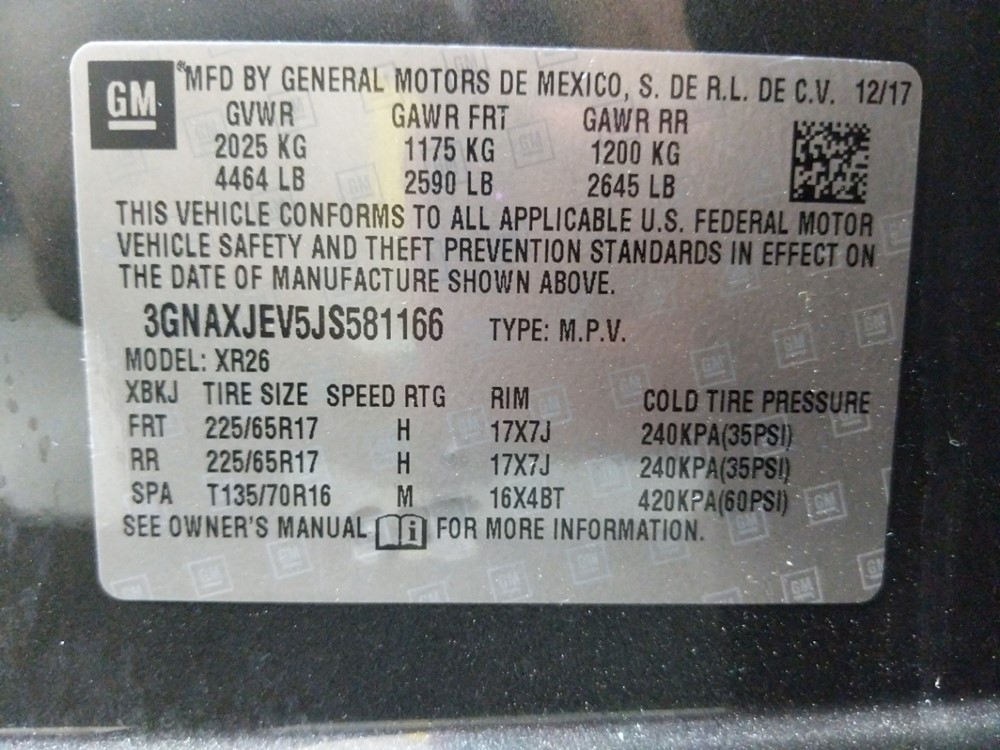 GM
®MFD BY GENERAL MOTORS DE MEXICO, S. DE R.L. DE C.V. 12/17
GVWR GAWR FRT GAWR RR
2025 KG 1175 KG 1200 KG
4464 LB 2590 LB 2645 LB
THIS VEHICLE CONFORMS TO ALL APPLICABLE U.S. FEDERAL MOTOR
VEHICLE SAFETY AND THEFT PREVENTION STANDARDS IN EFFECT ON
THE DATE OF MANUFACTURE SHOWN ABOVE.
3GNAXJEV5JS581166 TYPE: M.P.V.
MODEL: XR26
XBKJ TIRE SIZE SPEED RTG RIM COLD TIRE PRESSURE
FRT 225/65R17 H 17X7J 240KPA(35PSI)
RR 225/65R17 H 17X7J 240KPA(35PSI)
SPA T135/70R16 M 16X4BT 420KPA(60PSI)
SEE OWNER'S MANUAL i FOR MORE INFORMATION.